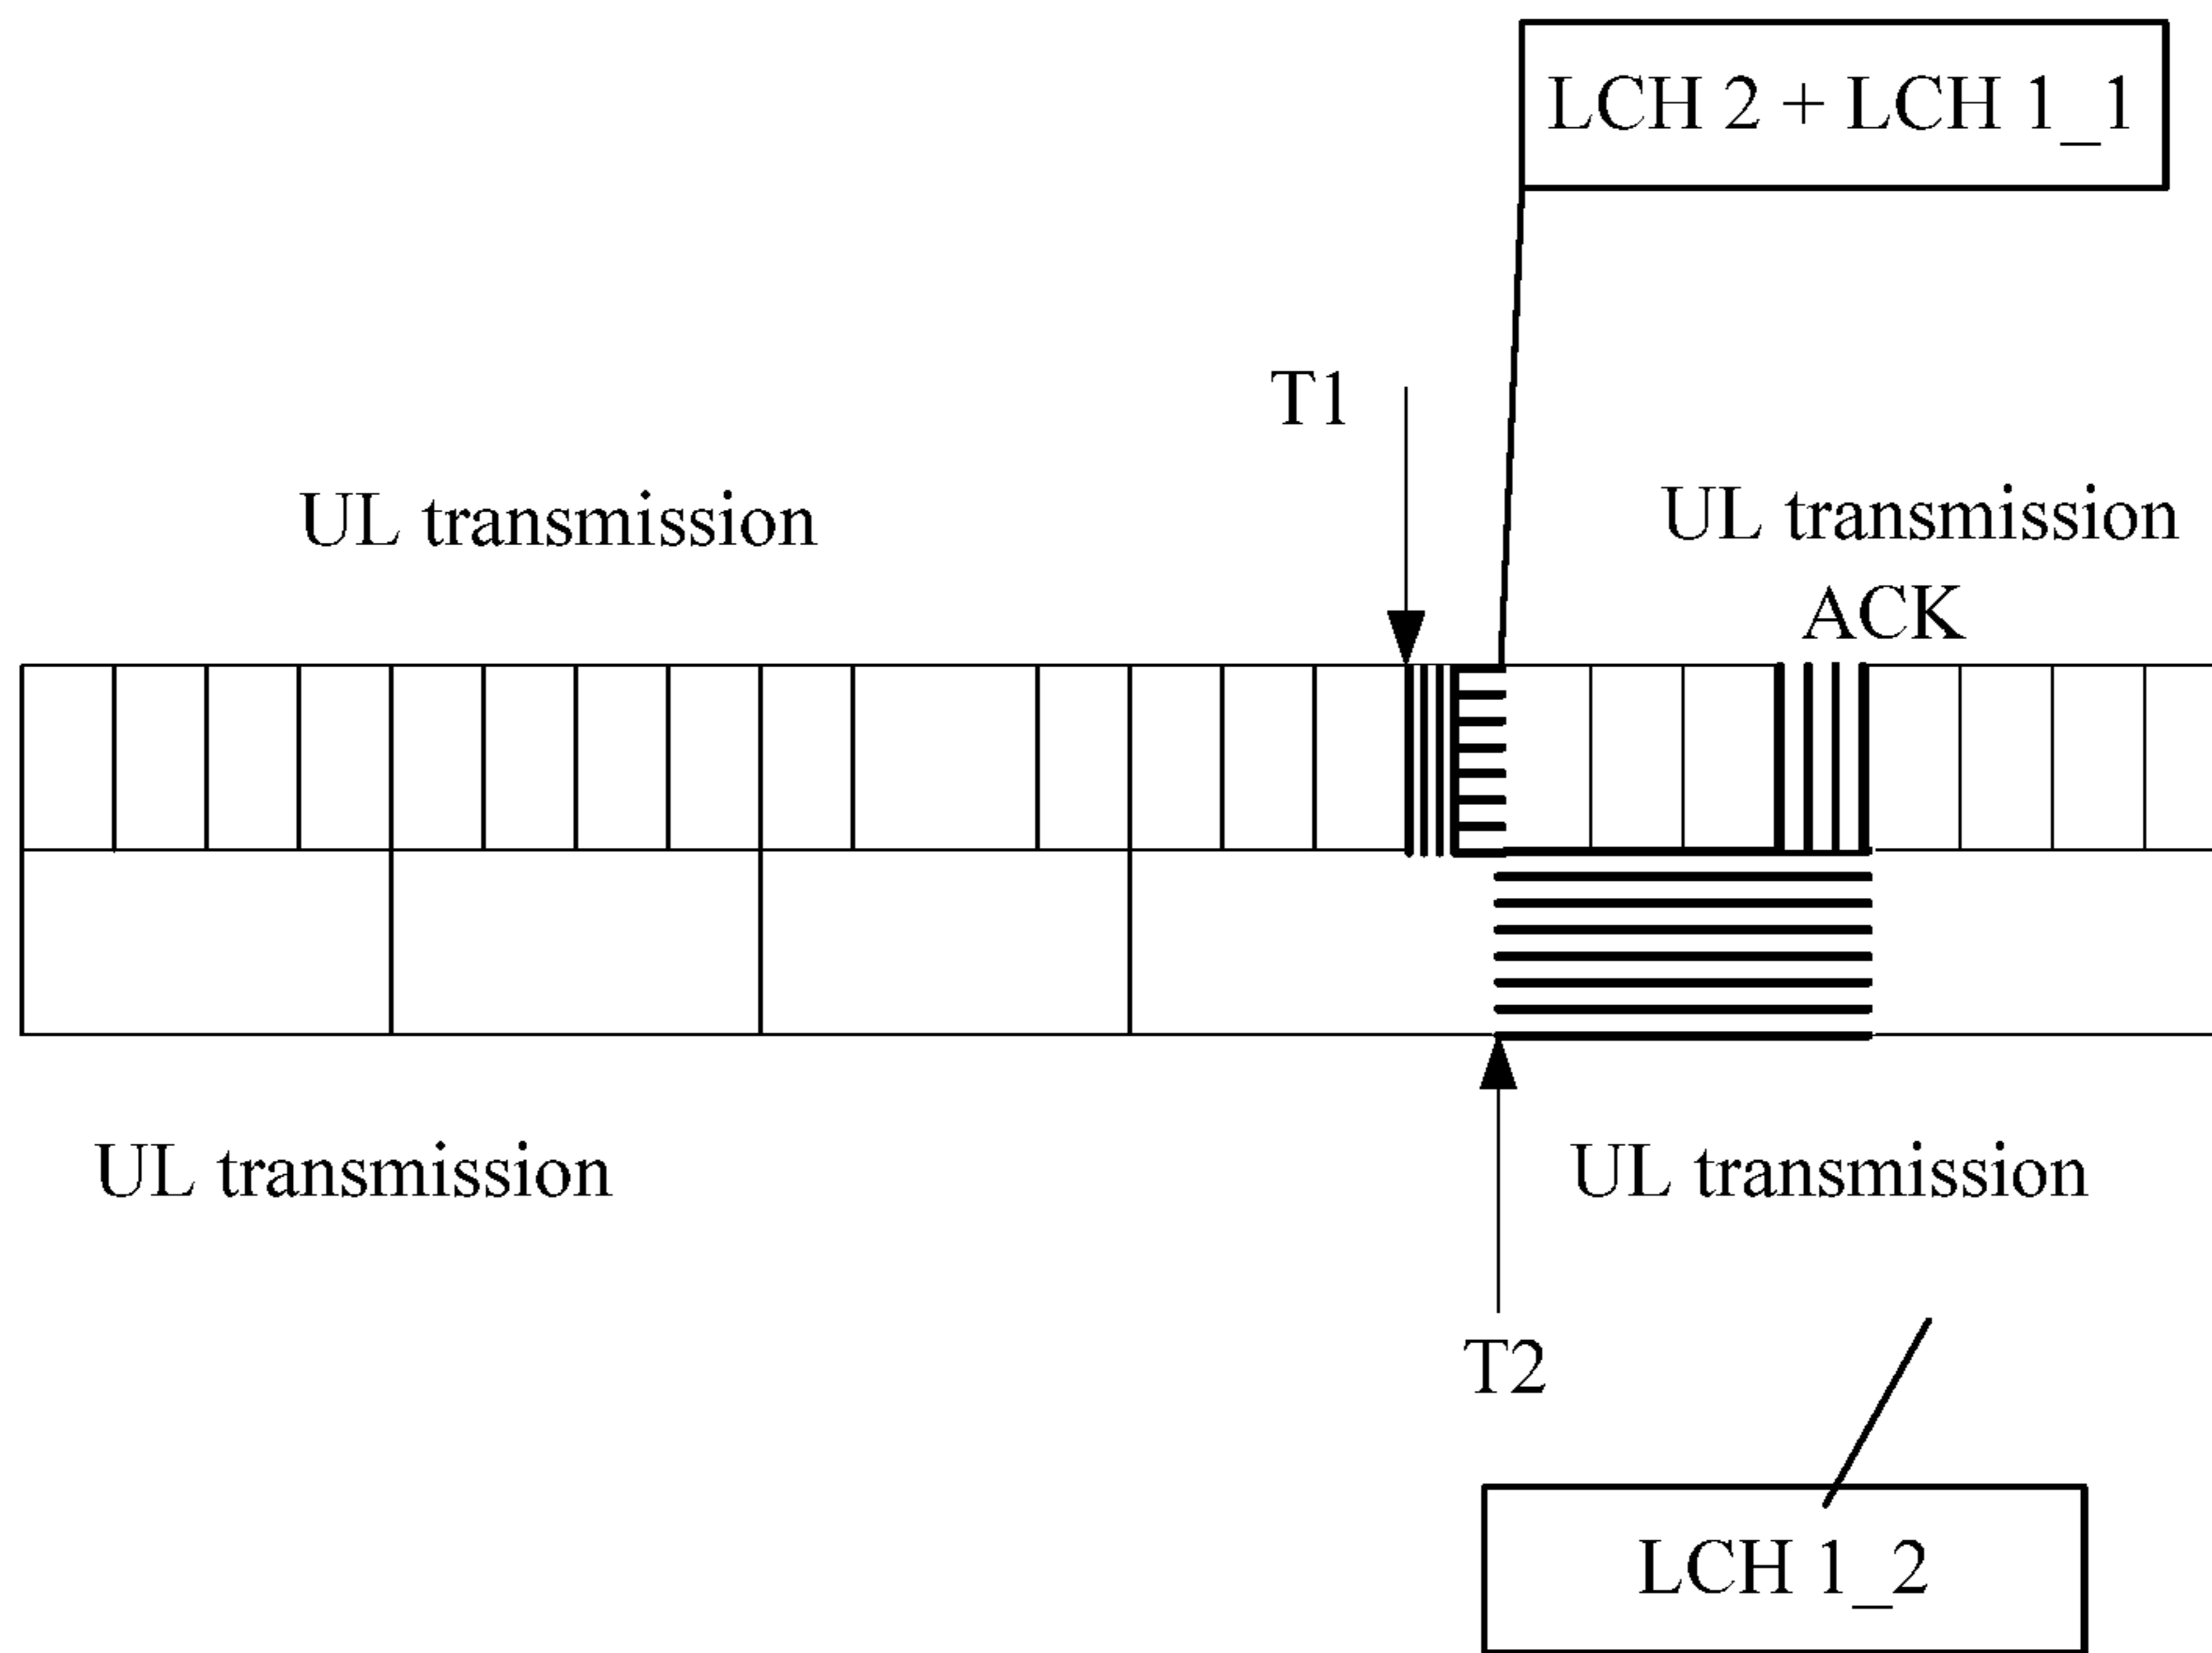 LCH 2 + LCH 1_1
T1
UL transmission
UL transmission
ACK
UL transmission
UL transmission
T2
LCH 1_2